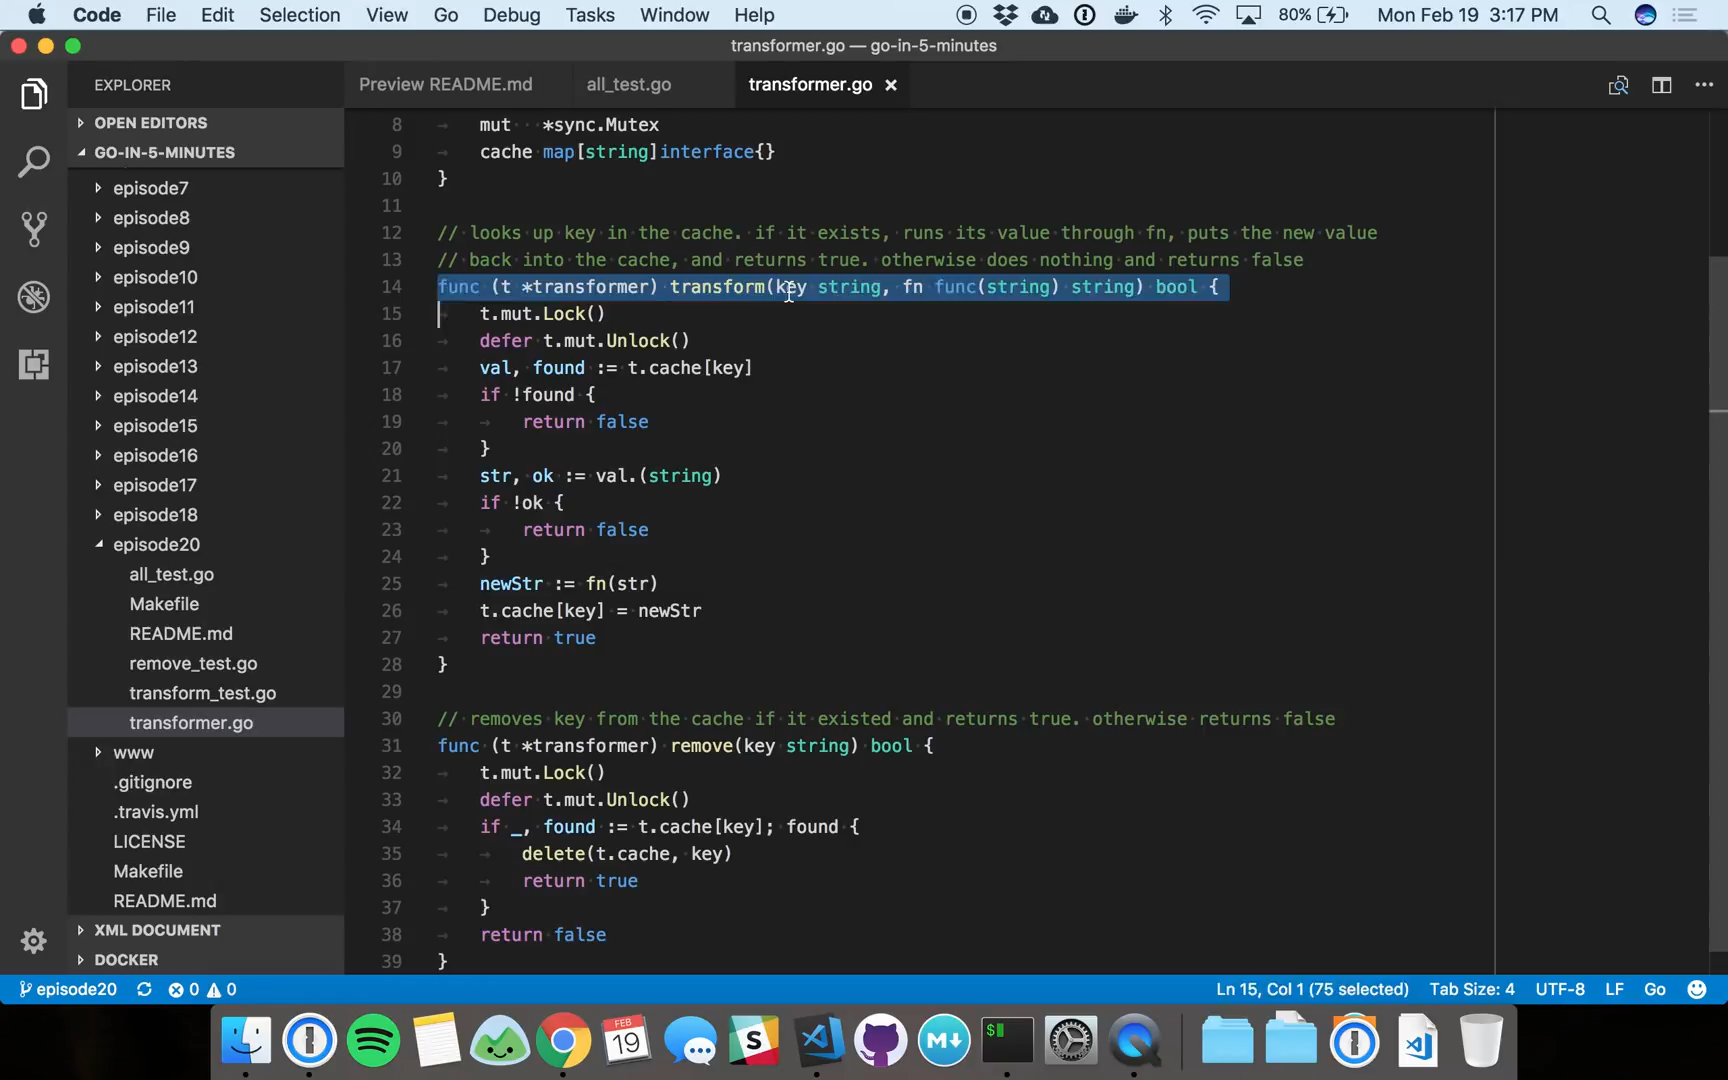 Code File Edit Selection View Go Debug Tasks Window Help 80% Mon Feb 19 3:17 PM
transformer.go — go-in-5-minutes
EXPLORER
Preview README.md all_test.go transformer.go ×
OPEN EDITORS
GO-IN-5-MINUTES
episode7
episode8
episode9
episode10
episode11
episode12
episode13
episode14
episode15
episode16
episode17
episode18
episode20
all_test.go
Makefile
README.md
remove_test.go
transform_test.go
transformer.go
www
.gitignore
.travis.yml
LICENSE
Makefile
README.md
XML DOCUMENT
DOCKER
8 mut *sync.Mutex
9 cache map[string]interface{}
10 }
11
12 // looks up key in the cache. if it exists, runs its value through fn, puts the new value
13 // back into the cache, and returns true. otherwise does nothing and returns false
14 func (t *transformer) transform(key string, fn func(string) string) bool {
15 t.mut.Lock()
16 defer t.mut.Unlock()
17 val, found := t.cache[key]
18 if !found {
19 return false
20 }
21 str, ok := val.(string)
22 if !ok {
23 return false
24 }
25 newStr := fn(str)
26 t.cache[key] = newStr
27 return true
28 }
29
30 // removes key from the cache if it existed and returns true. otherwise returns false
31 func (t *transformer) remove(key string) bool {
32 t.mut.Lock()
33 defer t.mut.Unlock()
34 if _, found := t.cache[key]; found {
35 delete(t.cache, key)
36 return true
37 }
38 return false
39 }
episode20 0 0 Ln 15, Col 1 (75 selected) Tab Size: 4 UTF-8 LF Go
FEB
19
$
M